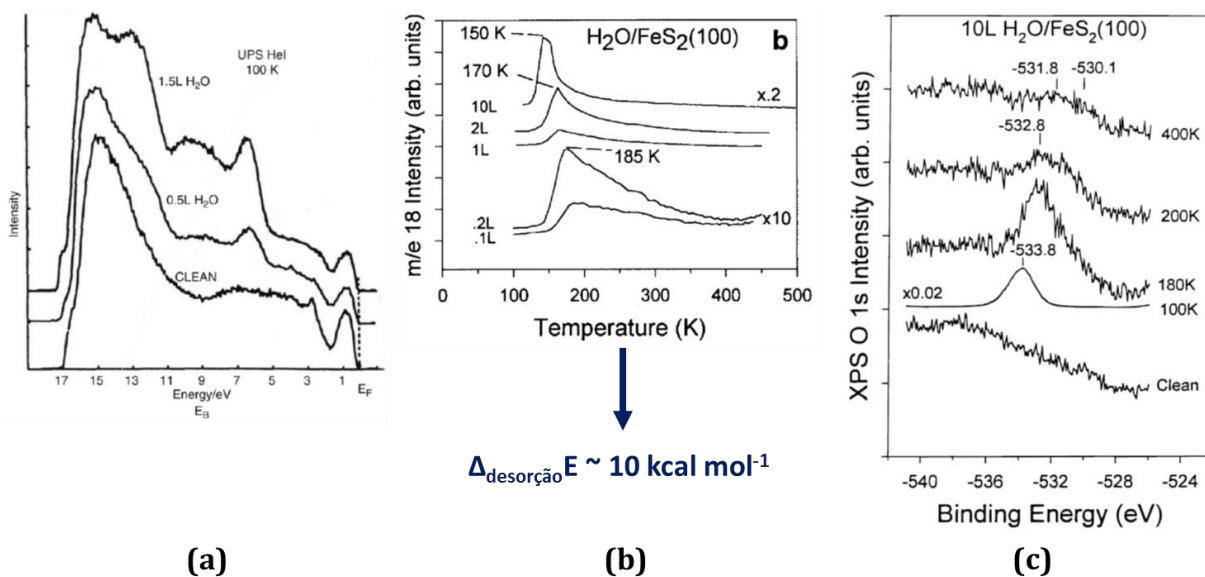 UPS HeI
100 K
1.5L H₂O
0.5L H₂O
CLEAN
Intensity
17 15 13 11 9 7 5 3 1 E_F
Energy/eV
E_B
(a)
b
H₂O/FeS₂(100)
150 K
170 K
185 K
10L
2L
1L
.2L
.1L
x.2
x10
m/e 18 Intensity (arb. units)
0 100 200 300 400 500
Temperature (K)
Δdesorção E ~ 10 kcal mol⁻¹
(b)
10L H₂O/FeS₂(100)
-531.8 -530.1
-532.8
-533.8
400K
200K
180K
x0.02
100K
Clean
XPS O 1s Intensity (arb. units)
-540 -536 -532 -528 -524
Binding Energy (eV)
(c)